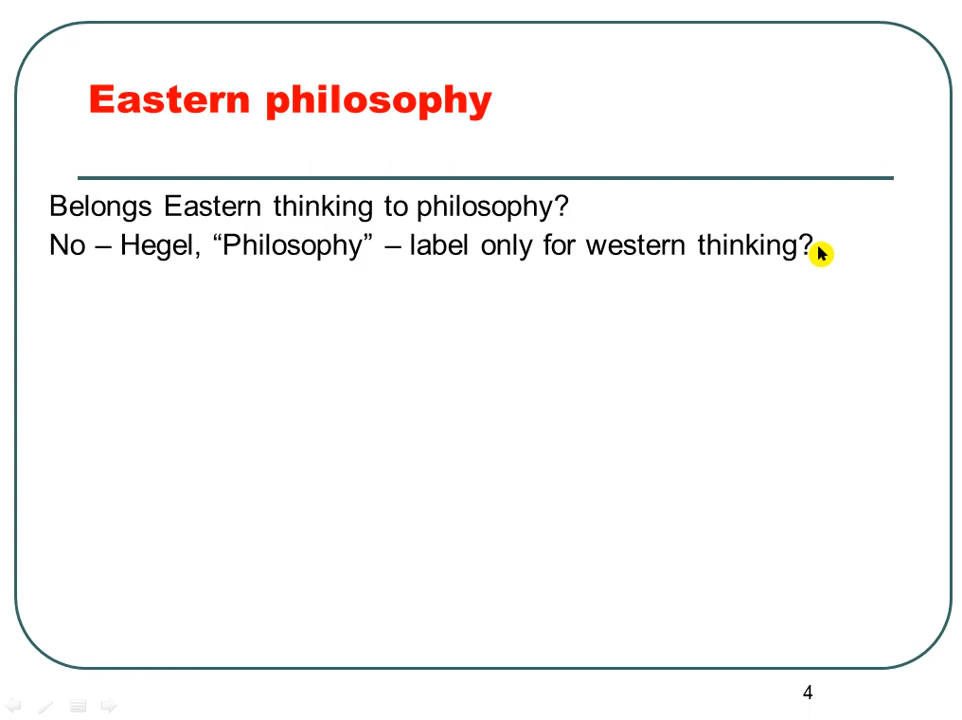 Eastern philosophy
Belongs Eastern thinking to philosophy?
No – Hegel, “Philosophy” – label only for western thinking?
4